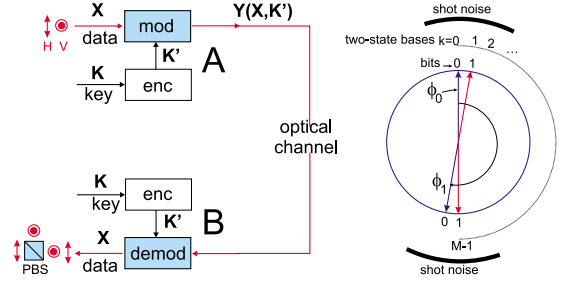 X
mod
Y(X,K')
H V
data
K'
A
K
key
enc
optical
channel
K
key
enc
B
K'
X
demod
PBS
data
shot noise
two-state bases k=0 1 2 ...
bits→ 0 1
ϕ0
ϕ1
0 1
M-1
shot noise